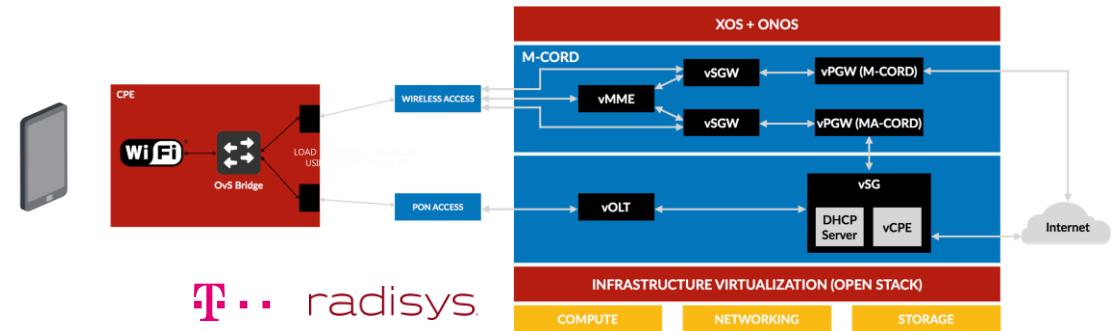 XOS + ONOS
M-CORD
CPE
WiFi
OvS Bridge
LOAD
USI
WIRELESS ACCESS
PON ACCESS
vMME
vSGW
vPGW (M-CORD)
vSGW
vPGW (MA-CORD)
vOLT
vSG
DHCP
Server
vCPE
Internet
INFRASTRUCTURE VIRTUALIZATION (OPEN STACK)
COMPUTE
NETWORKING
STORAGE
T
radisys.